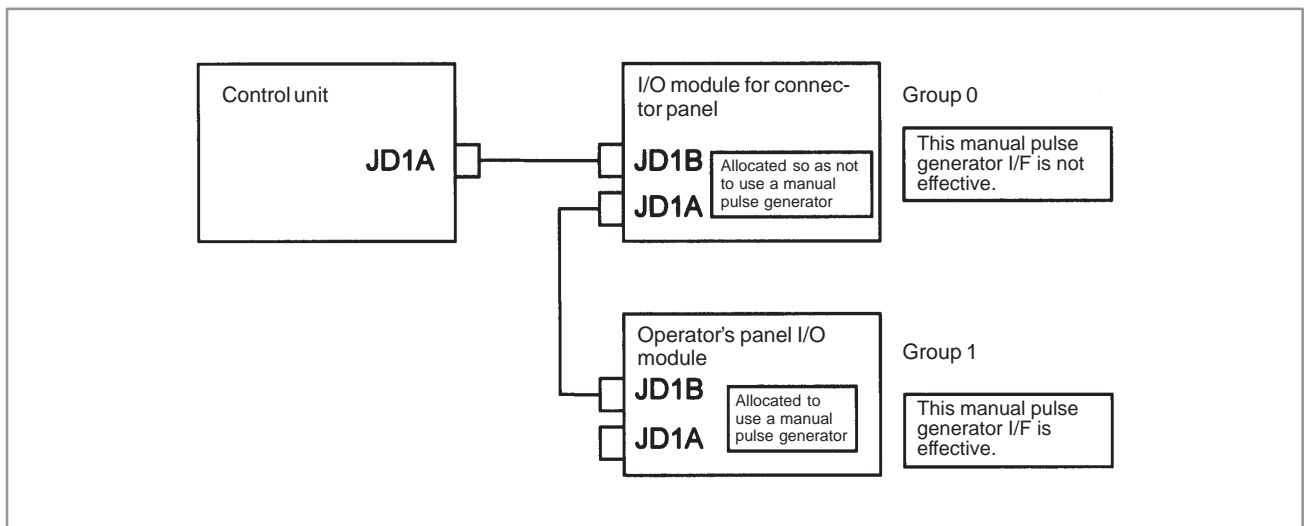 Control unit
JD1A
I/O module for connec-
tor panel
JD1B
JD1A
Allocated so as not
to use a manual
pulse generator
Group 0
This manual pulse
generator I/F is not
effective.
Operator's panel I/O
module
JD1B
JD1A
Allocated to
use a manual
pulse generator
Group 1
This manual pulse
generator I/F is
effective.